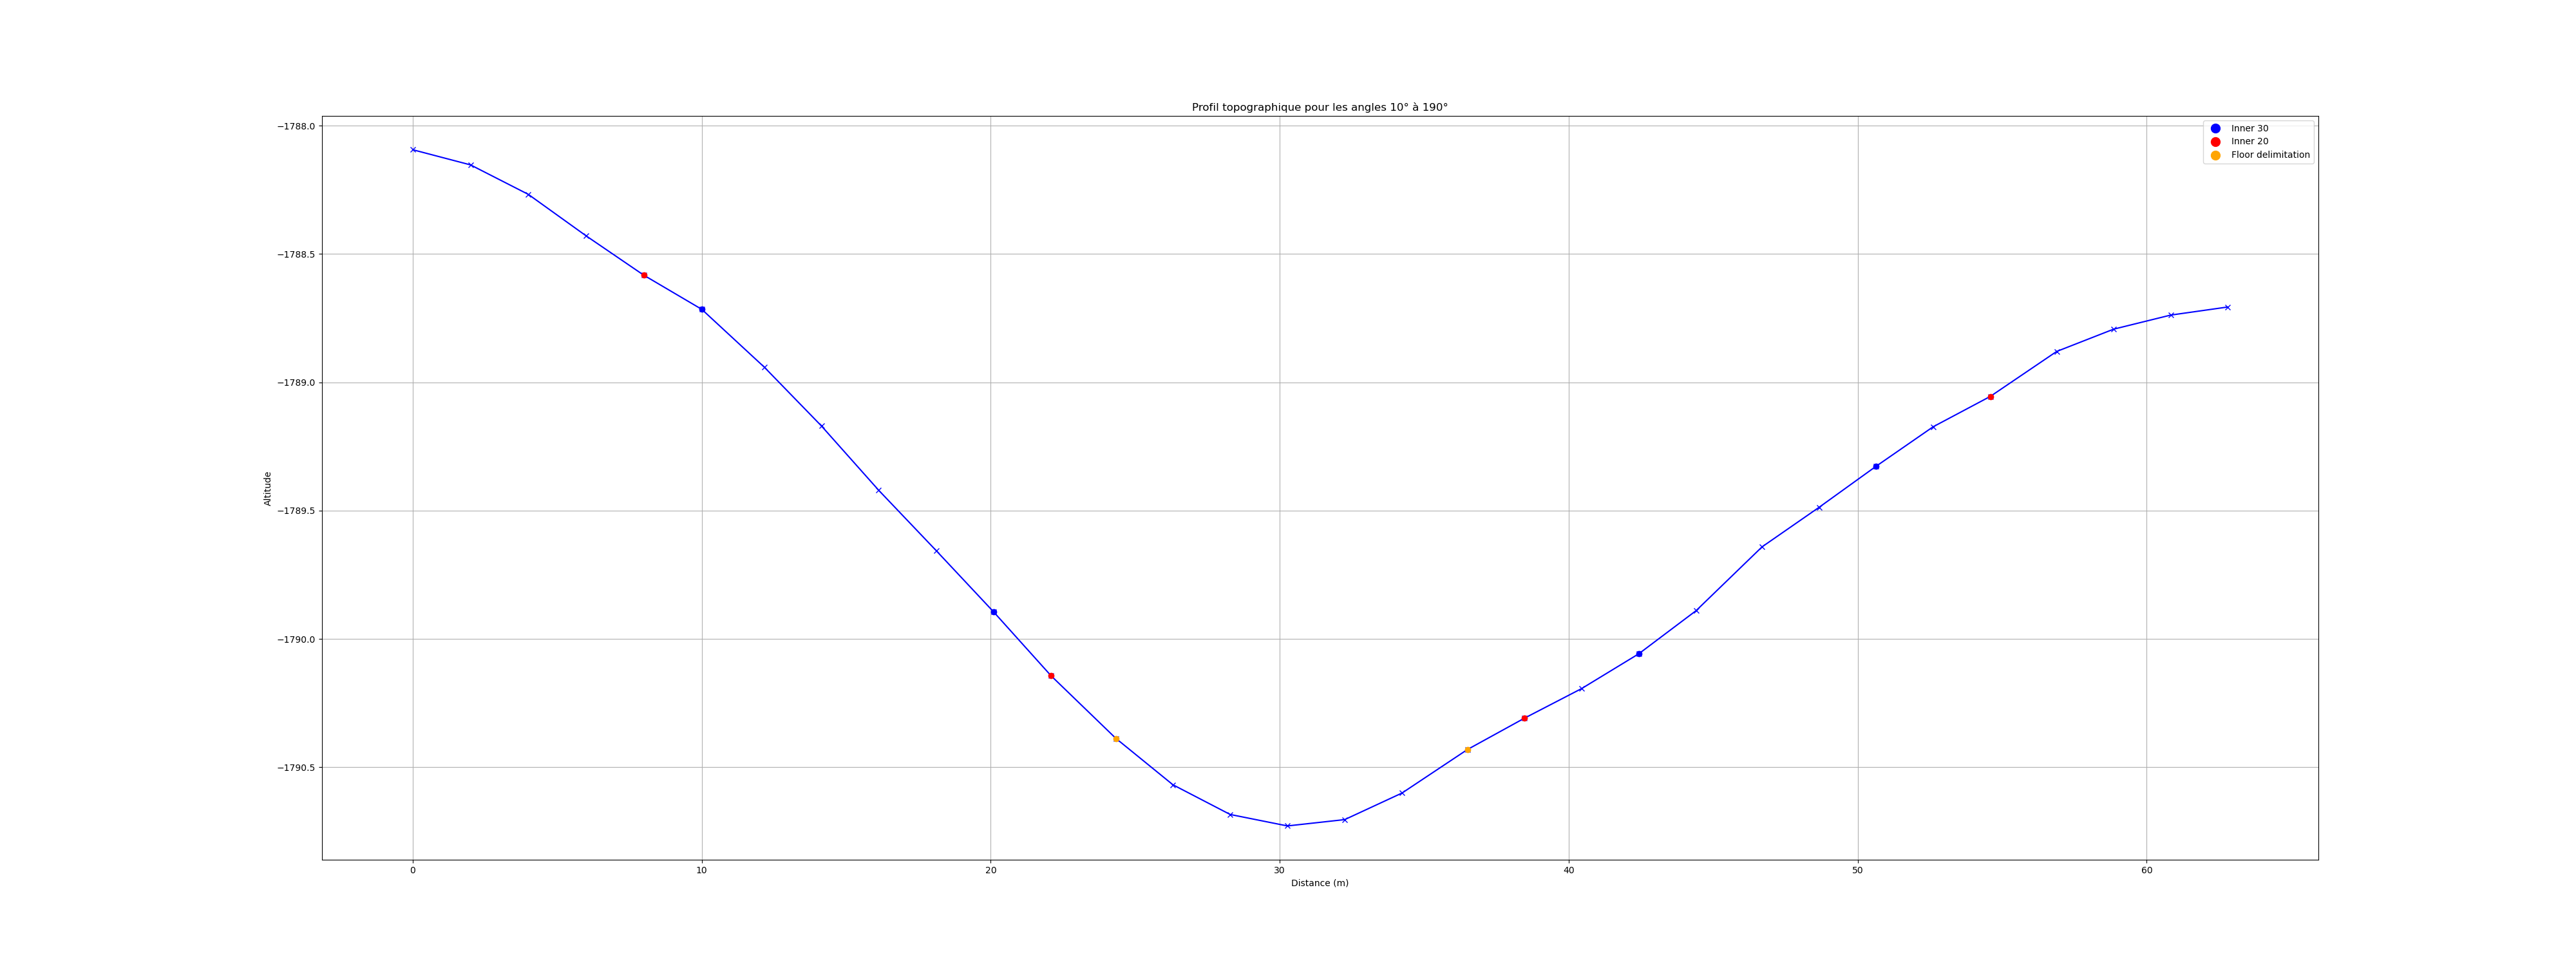 Profil topographique pour les angles 10° à 190°
Inner 30
Inner 20
Floor delimitation
Altitude
−1788.0
−1788.5
−1789.0
−1789.5
−1790.0
−1790.5
0 10 20 30 40 50 60
Distance (m)